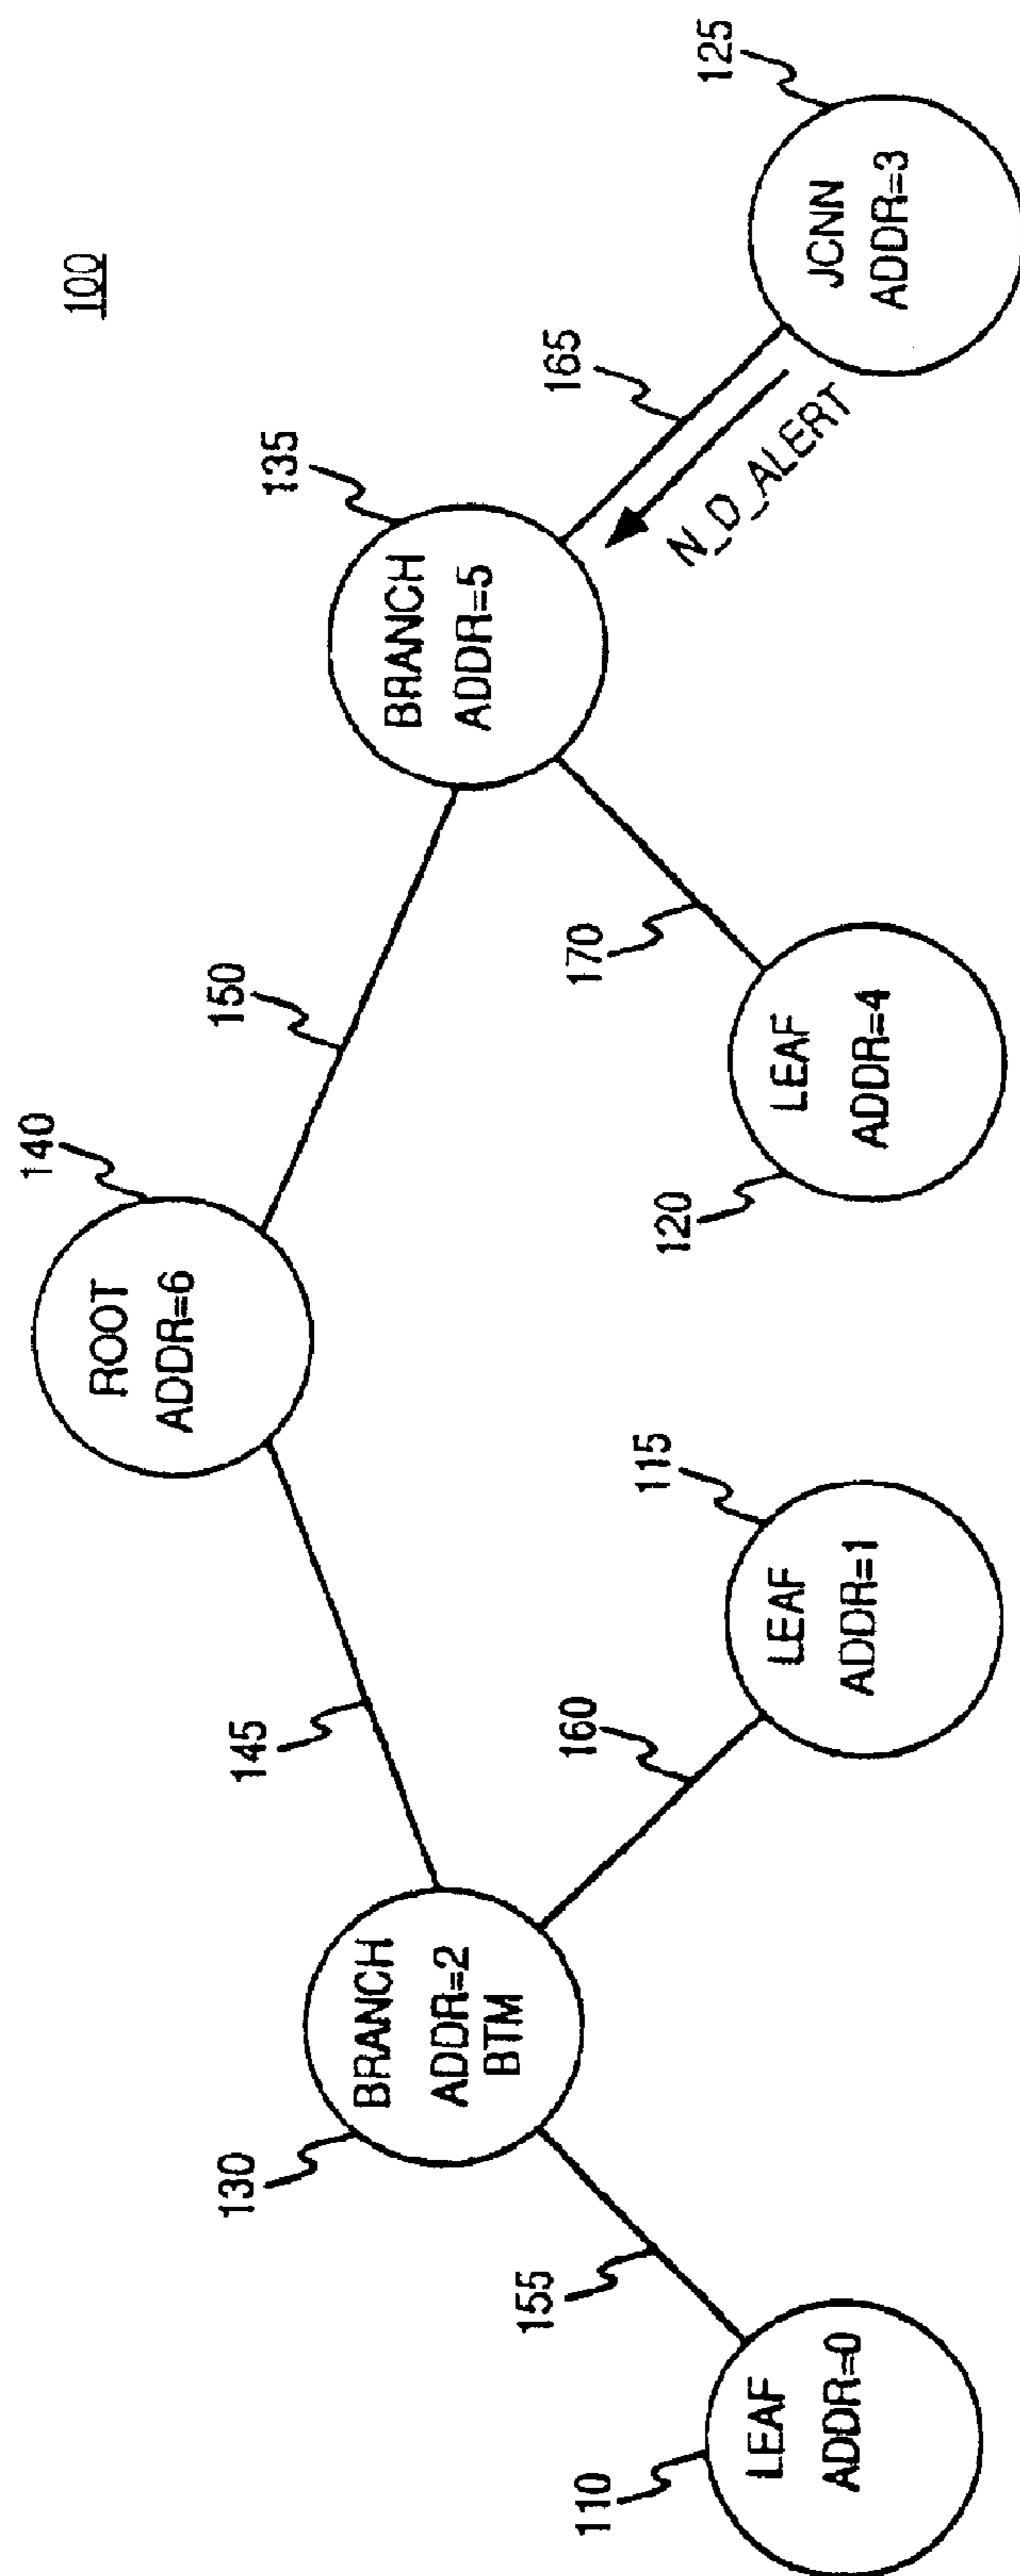 100
140
ROOT
ADDR=6
145
150
130
BRANCH
ADDR=2
BTM
135
BRANCH
ADDR=5
155
160
170
165
N_D_ALERT
110
LEAF
ADDR=0
115
LEAF
ADDR=1
120
LEAF
ADDR=4
125
JCNN
ADDR=3